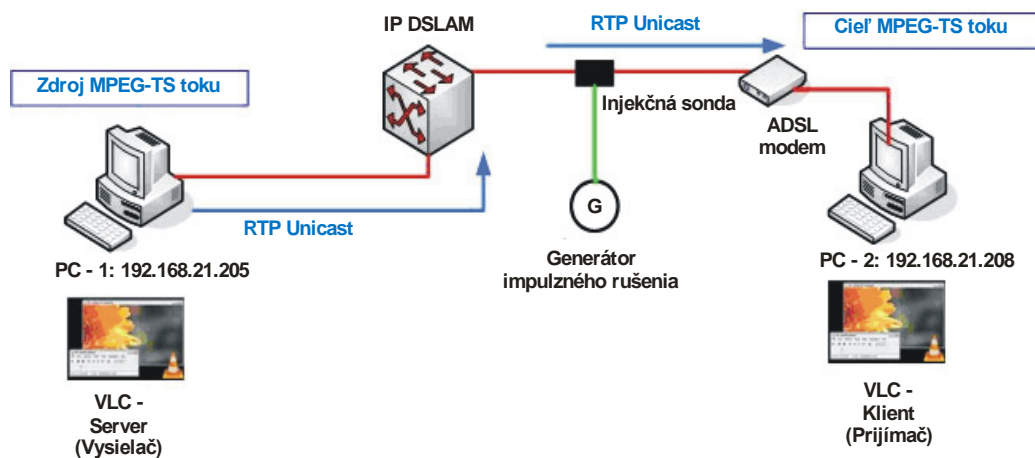 IP DSLAM
RTP Unicast
Cieľ MPEG-TS toku
Zdroj MPEG-TS toku
Injekčná sonda
ADSL
modem
G
RTP Unicast
Generátor
impulzného rušenia
PC - 1: 192.168.21.205
PC - 2: 192.168.21.208
VLC -
Server
(Vysielač)
VLC -
Klient
(Prijímač)